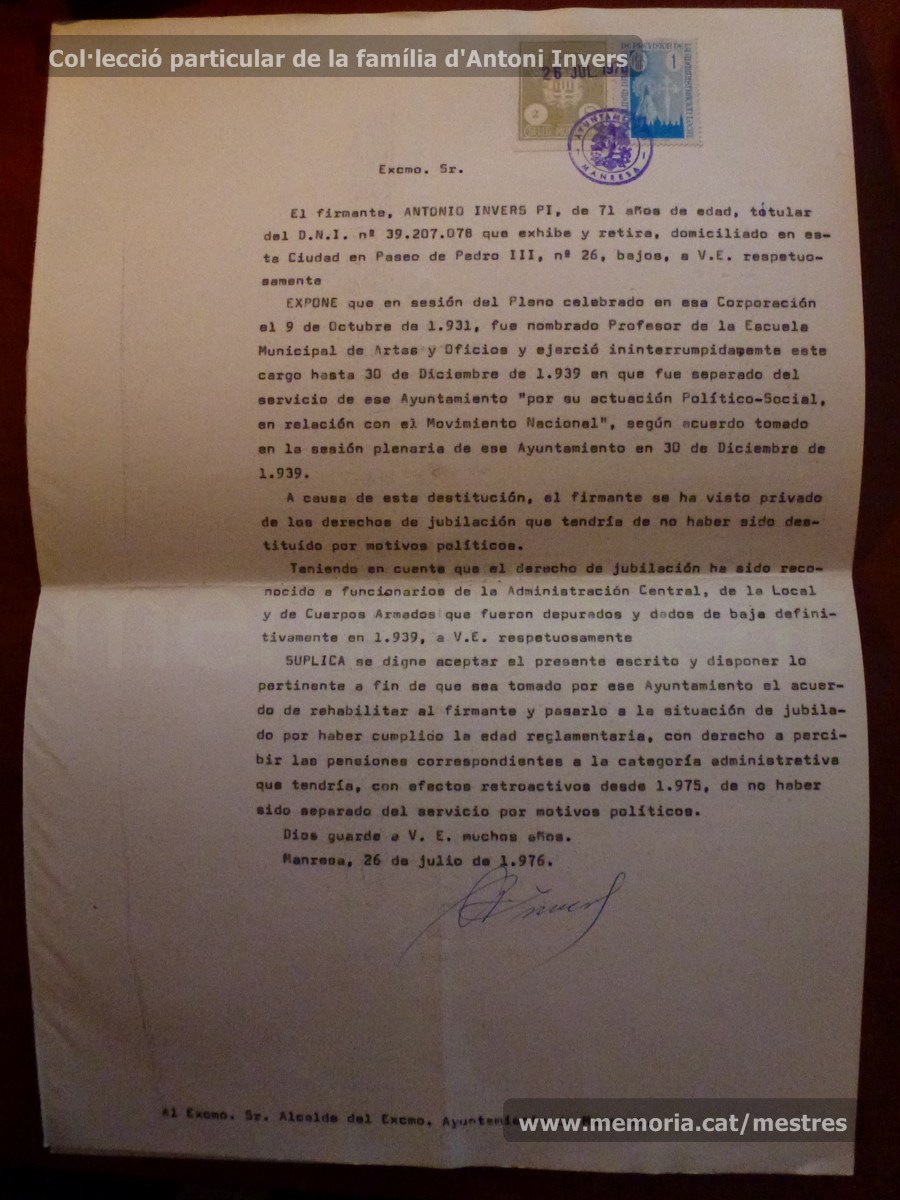 Col·lecció particular de la família d'Antoni Invers
26 JUL. 197
2
1
AYUNTAMIE
MANRESA
Excmo. Sr.
El firmante, ANTONIO INVERS PI, de 71 años de edad, tótular
del D.N.I. nº 39.207.078 que exhibe y retira, domiciliado en es-
ta Ciudad en Paseo de Pedro III, nº 26, bajos, a V.E. respetuo-
samente
EXPONE que en sesión del Pleno celebrado en esa Corporación
el 9 de Octubre de 1.931, fue nombrado Profesor de la Escuela
Municipal de Artes y Oficios y ejerció ininterrumpidamente este
cargo hasta 30 de Diciembre de 1.939 en que fue separado del
servicio de ese Ayuntamiento "por su actuación Político-Social,
en relación con el Movimiento Nacional", según acuerdo tomado
en la sesión plenaria de ese Ayuntamiento en 30 de Diciembre de
1.939.
A causa de esta destitución, el firmante se ha visto privado
de los derechos de jubilación que tendría de no haber sido des-
tituído por motivos políticos.
Teniendo en cuenta que el derecho de jubilación ha sido reco-
nocido a funcionarios de la Administración Central, de la Local
y de Cuerpos Armados que fueron depurados y dados de baja defini-
tivamente en 1.939, a V.E. respetuosamente
SUPLICA se digne aceptar el presente escrito y disponer lo
pertinente a fin de que sea tomado por ese Ayuntamiento el acuer-
do de rehabilitar al firmante y pasarlo a la situación de jubila-
do por haber cumplido la edad reglamentaria, con derecho a perci-
bir las pensiones correspondientes a la categoría administrativa
que tendría, con efectos retroactivos desde 1.975, de no haber
sido separado del servicio por motivos políticos.
Dios guarde a V. E. muchos años.
Manresa, 26 de julio de 1.976.
A Invers
Al Excmo. Sr. Alcalde del Excmo. Ayuntamie
www.memoria.cat/mestres